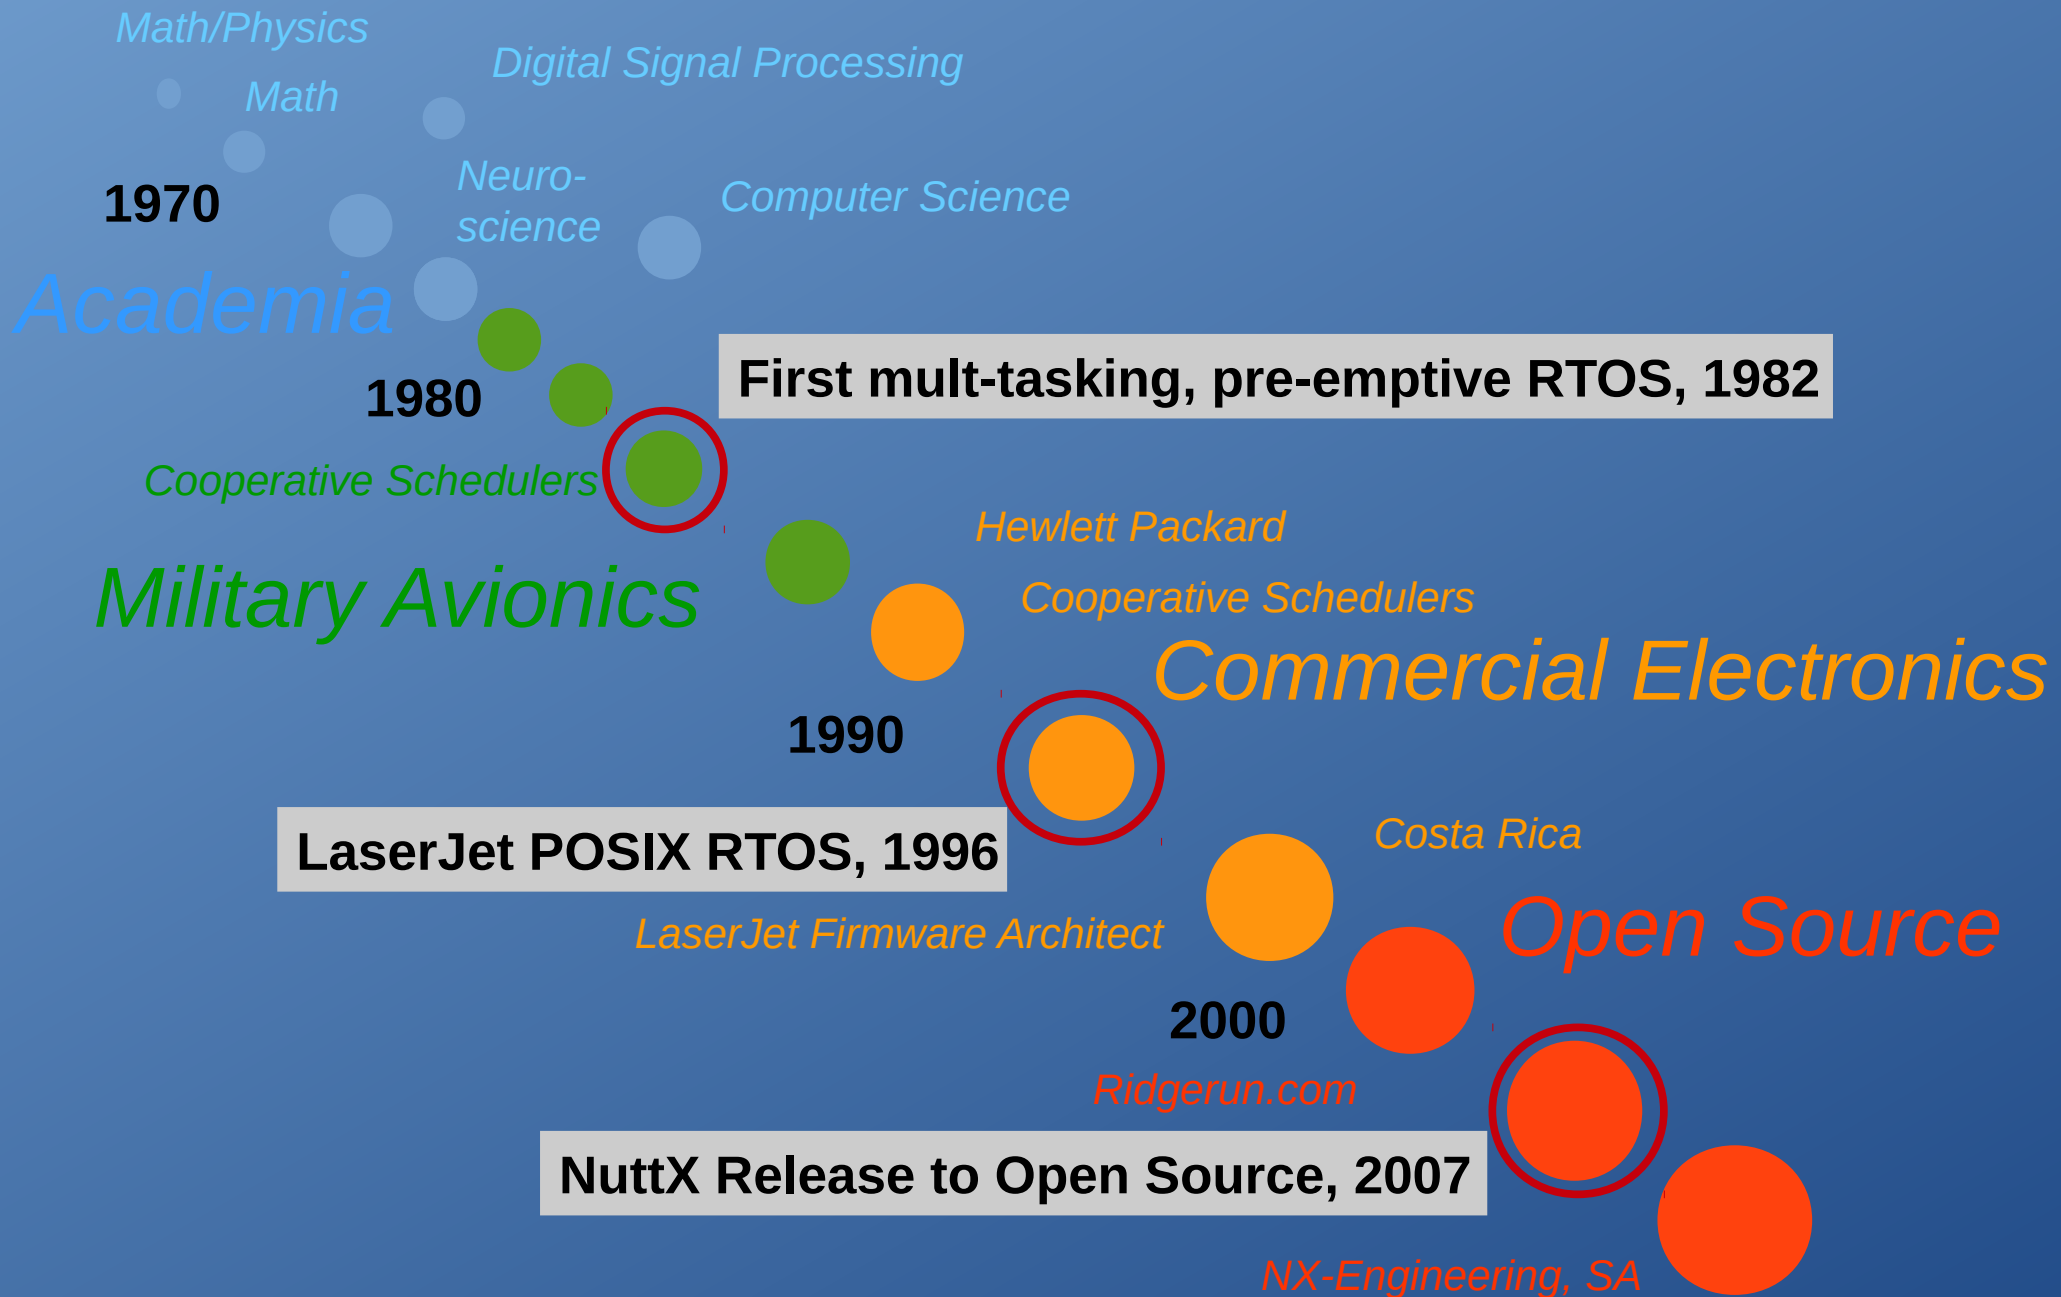 Math/Physics
Digital Signal Processing
Math
Neuro-
science
Computer Science
1970
Academia
First mult-tasking, pre-emptive RTOS, 1982
1980
Cooperative Schedulers
Hewlett Packard
Military Avionics
Cooperative Schedulers
Commercial Electronics
1990
LaserJet POSIX RTOS, 1996
Costa Rica
LaserJet Firmware Architect
Open Source
2000
Ridgerun.com
NuttX Release to Open Source, 2007
NX-Engineering, SA